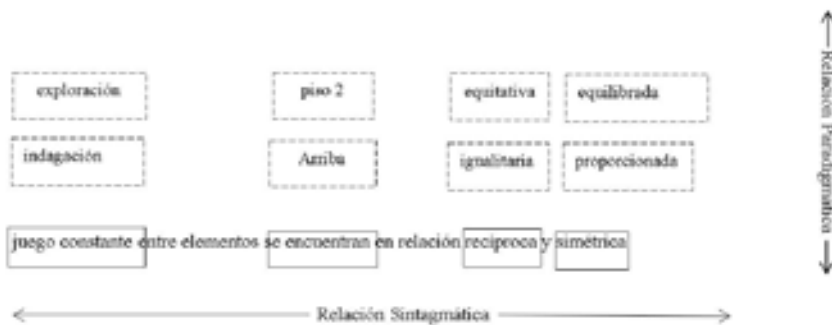 exploración piso 2 equitativa equilibrada
indagación Arriba igualitaria proporcionada
juego constante entre elementos se encuentran en relación reciproca y simétrica
Relación Sintagmática
Relación Paradigmática